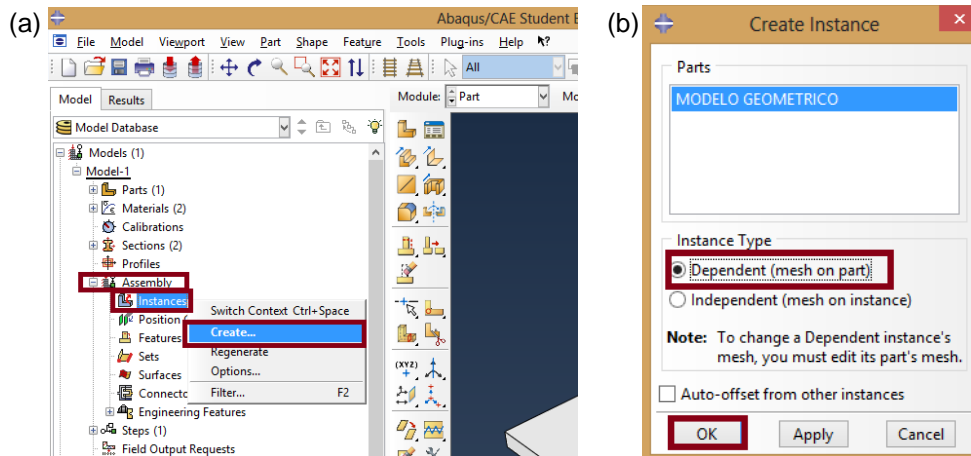 (a)
Abaqus/CAE Student E
File Model Viewport View Part Shape Feature Tools Plug-ins Help
All
Model Results
Module: Part Mo
Model Database
Models (1)
Model-1
Parts (1)
Materials (2)
Calibrations
Sections (2)
Profiles
Assembly
Instances
Position
Features
Sets
Surfaces
Connecto
Engineering Features
Steps (1)
Field Output Requests
Switch Context Ctrl+Space
Create...
Regenerate
Options...
Filter... F2
(XYZ)
(b)
Create Instance
Parts
MODELO GEOMETRICO
Instance Type
Dependent (mesh on part)
Independent (mesh on instance)
Note: To change a Dependent instance's
mesh, you must edit its part's mesh.
Auto-offset from other instances
OK Apply Cancel